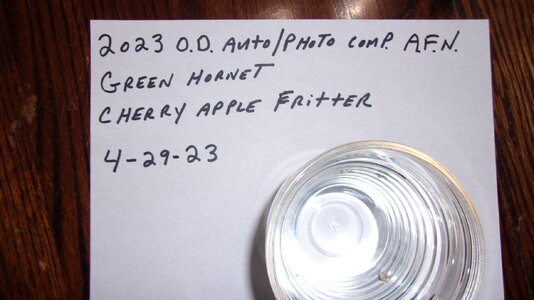 2023 O.D. Auto/Photo Comp. A.F.N.
Green Hornet
Cherry Apple Fritter
4-29-23